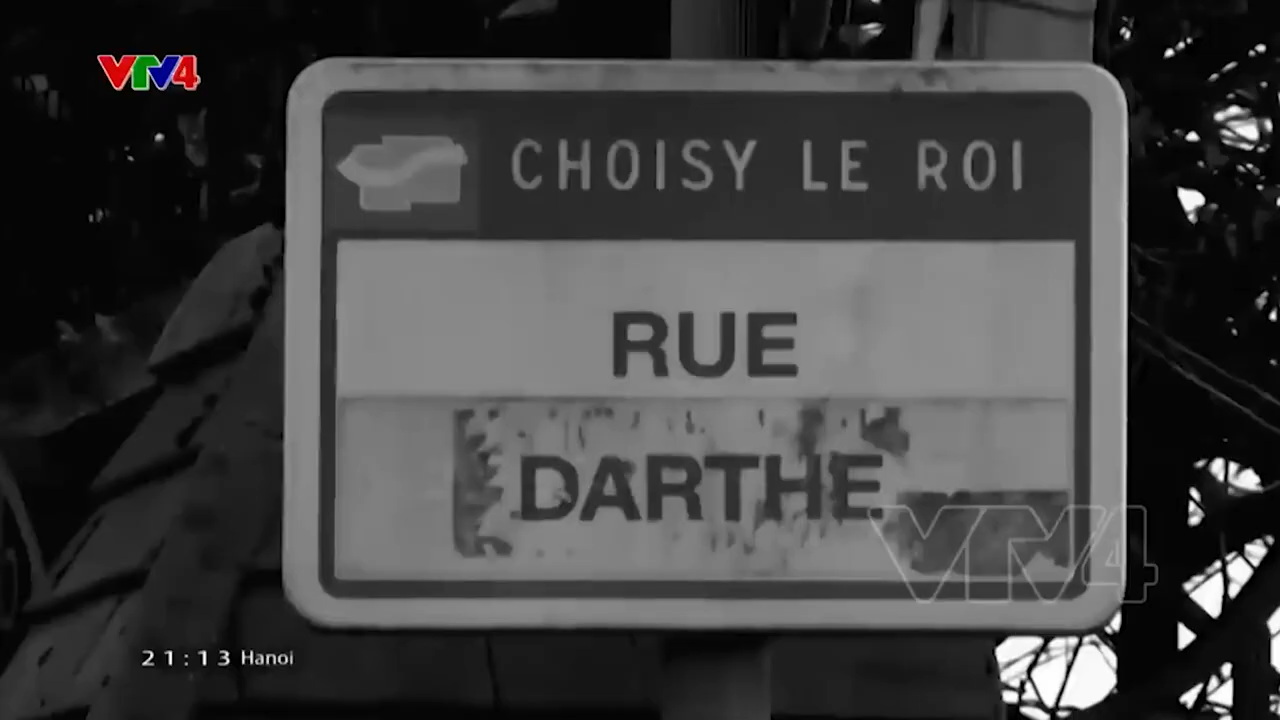 VTV4
CHOISY LE ROI
RUE
DARTHE
VTV4
21:13 Hanoi